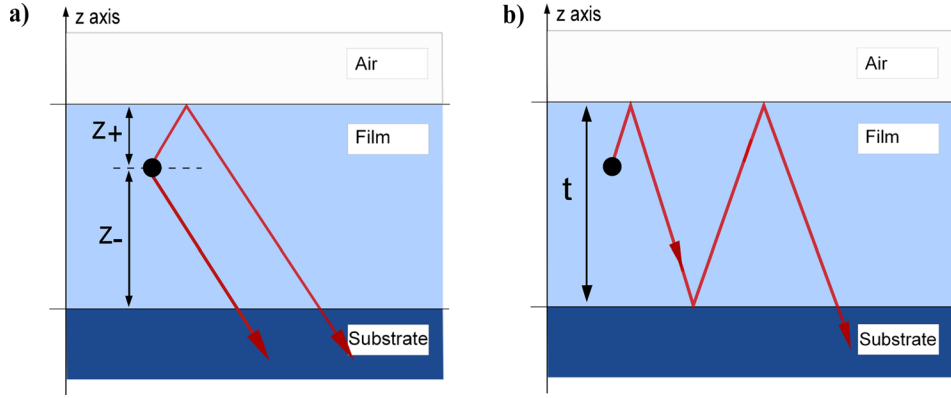 a)
z axis
Air
Z+
Film
Z-
Substrate
b)
z axis
Air
Film
t
Substrate